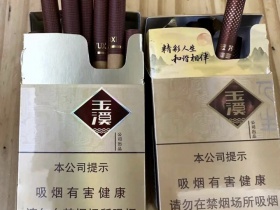 精彩人生
和谐相伴
玉溪
本公司提示
吸烟有害健康
玉溪
本公司提示
吸烟有害健康
请勿在禁烟场所吸烟